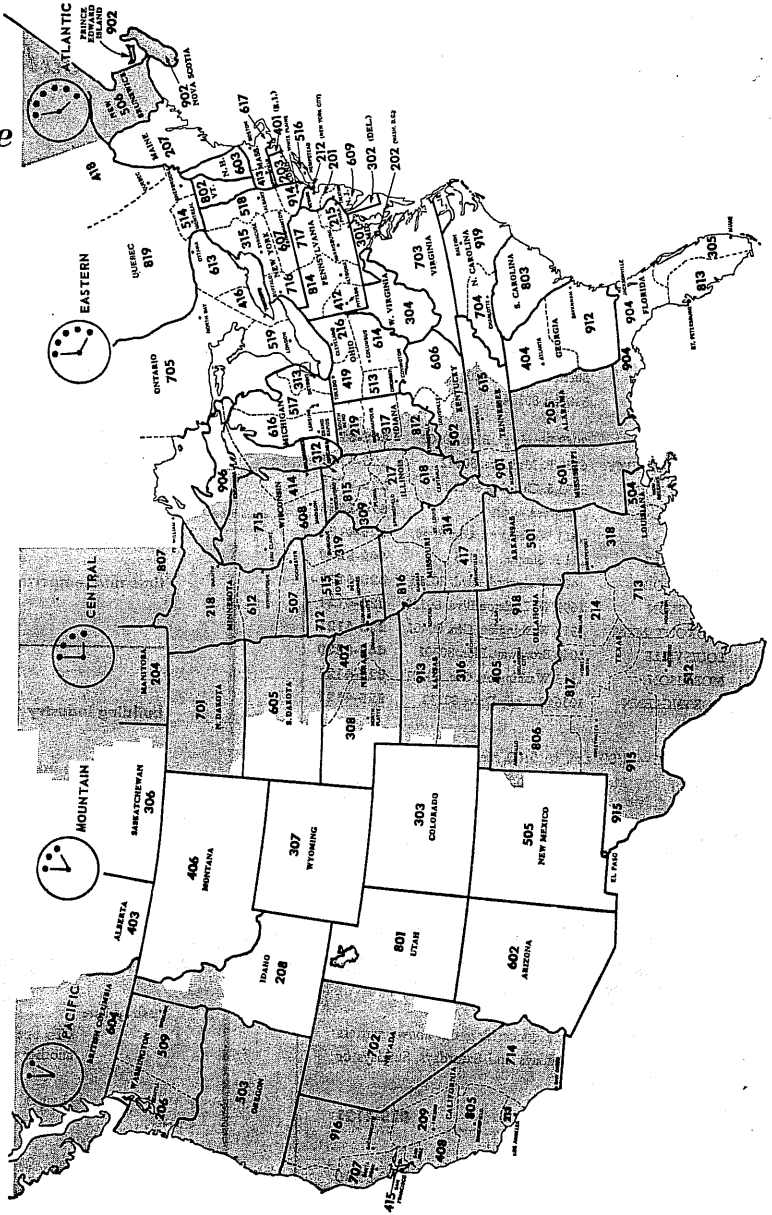 PACIFIC
MOUNTAIN
CENTRAL
EASTERN
ATLANTIC
BRITISH COLUMBIA
604
ALBERTA
403
SASKATCHEWAN
306
MANITOBA
204
807
ONTARIO
705
QUEBEC
819
418
NEW BRUNSWICK
506
PRINCE EDWARD ISLAND
902
902
NOVA SCOTIA
WASHINGTON
509
206
503
OREGON
IDAHO
208
406
MONTANA
307
WYOMING
702
NEVADA
801
UTAH
303
COLORADO
602
ARIZONA
505
NEW MEXICO
916
707
415
209
408
CALIFORNIA
805
213
714
LOS ANGELES
701
N. DAKOTA
605
S. DAKOTA
308
402
NEBRASKA
913
KANSAS
316
405
918
OKLAHOMA
806
817
214
TEXAS
713
512
915
915
EL PASO
218
MINNESOTA
612
507
712
515
IOWA
319
816
MISSOURI
314
417
ARKANSAS
501
318
504
LOUISIANA
715
WISCONSIN
414
608
906
815
309
217
ILLINOIS
618
312
616
517
313
MICHIGAN
219
317
INDIANA
812
419
216
OHIO
513
614
606
KENTUCKY
502
901
615
TENNESSEE
601
MISSISSIPPI
205
ALABAMA
404
ATLANTA
GEORGIA
912
904
904
FLORIDA
813
305
ST. PETERSBURG
704
N. CAROLINA
919
CHARLOTTE
803
S. CAROLINA
703
VIRGINIA
304
W. VIRGINIA
412
814
717
215
PENNSYLVANIA
716
315
518
607
914
NEW YORK
519
416
613
514
MAINE
207
802
VT.
N.H.
603
413
MASS.
617
203
401 (R.I.)
516
212 (NEW YORK CITY)
201
609
302 (DEL.)
301
202 (WASH. D.C.)
building industry